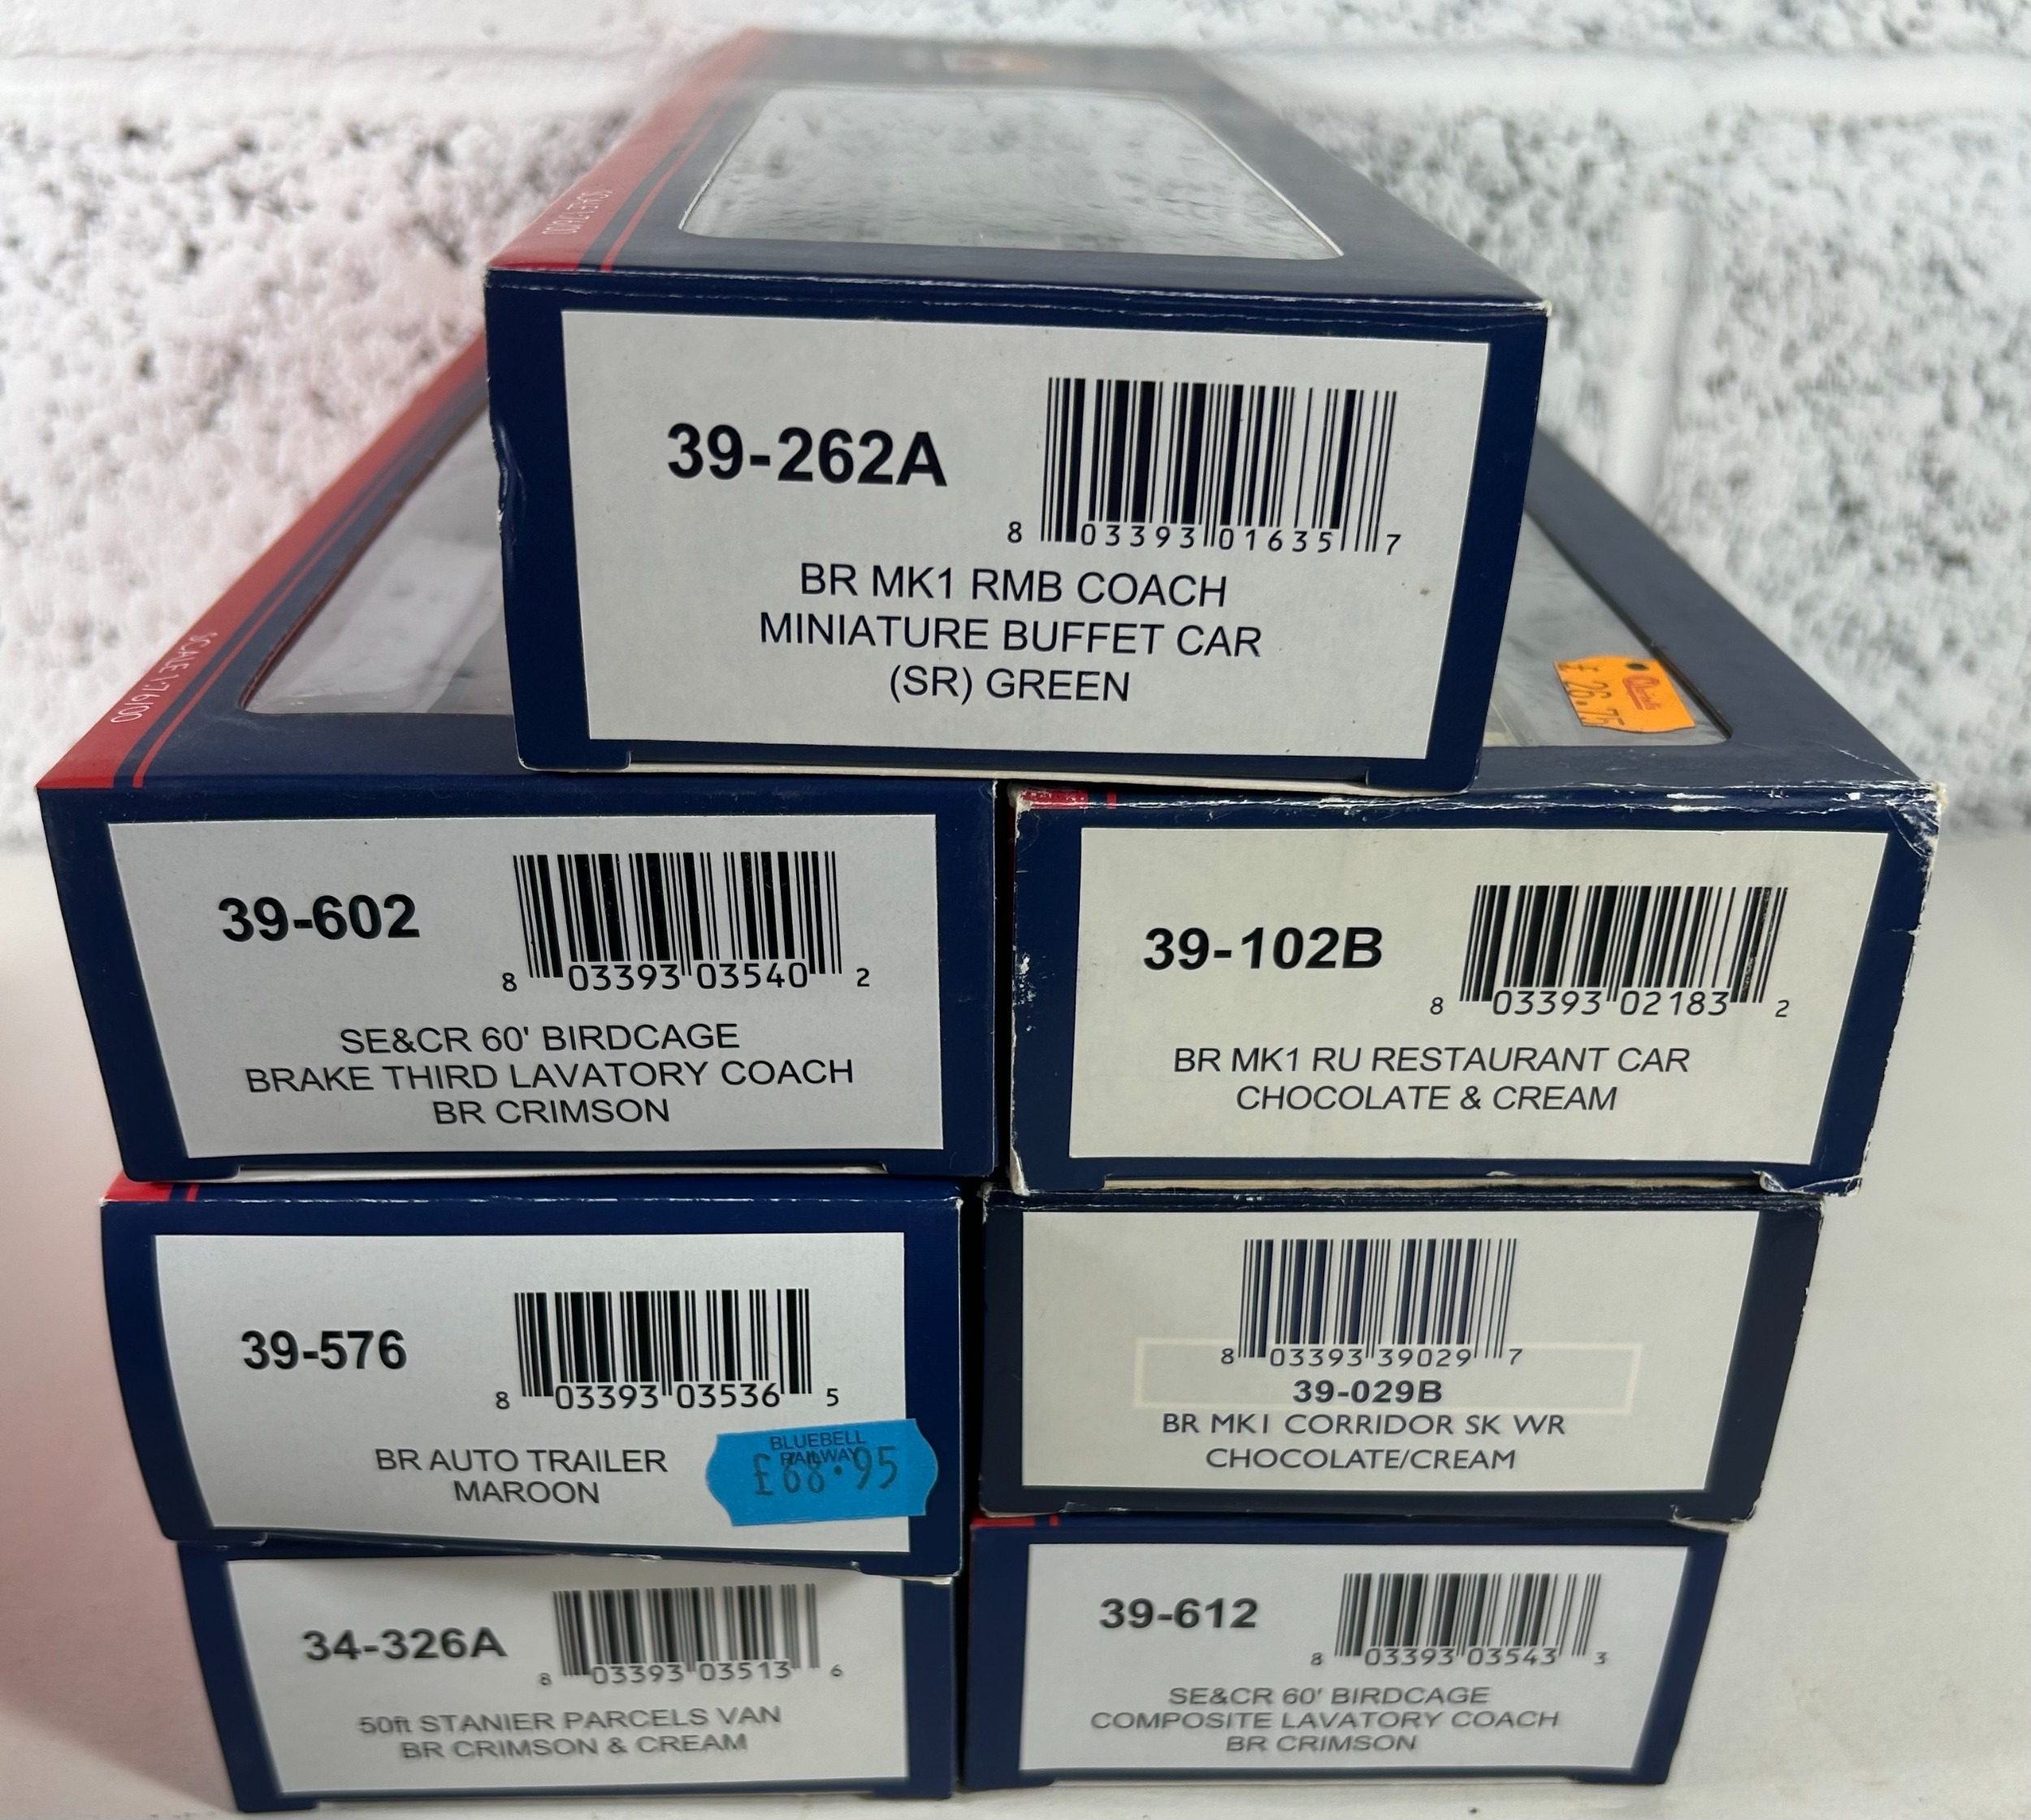 SCALE 1:76/00
39-262A
8 03393 01635 7
BR MK1 RMB COACH
MINIATURE BUFFET CAR
(SR) GREEN
SCALE 1:76/00
£26.75
39-602
8 03393 03540 2
SE&CR 60' BIRDCAGE
BRAKE THIRD LAVATORY COACH
BR CRIMSON
39-102B
8 03393 02183 2
BR MK1 RU RESTAURANT CAR
CHOCOLATE & CREAM
39-576
8 03393 03536 5
BR AUTO TRAILER
MAROON
BLUEBELL
RAILWAY
£68.95
8 03393 39029 7
39-029B
BR MK1 CORRIDOR SK WR
CHOCOLATE/CREAM
34-326A
8 03393 03513 6
50ft STANIER PARCELS VAN
BR CRIMSON & CREAM
39-612
8 03393 03543 3
SE&CR 60' BIRDCAGE
COMPOSITE LAVATORY COACH
BR CRIMSON